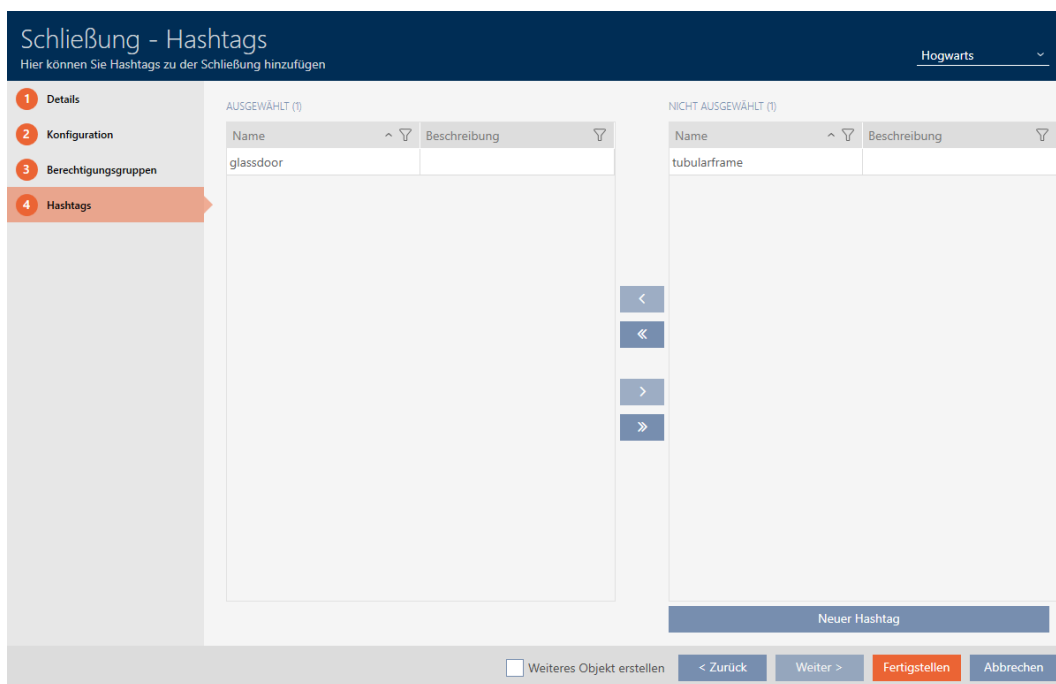 Schließung - Hashtags
Hier können Sie Hashtags zu der Schließung hinzufügen
Hogwarts
1 Details
2 Konfiguration
3 Berechtigungsgruppen
4 Hashtags
AUSGEWÄHLT (1)
Name Beschreibung
glassdoor
NICHT AUSGEWÄHLT (1)
Name Beschreibung
tubularframe
Neuer Hashtag
Weiteres Objekt erstellen
< Zurück
Weiter >
Fertigstellen
Abbrechen